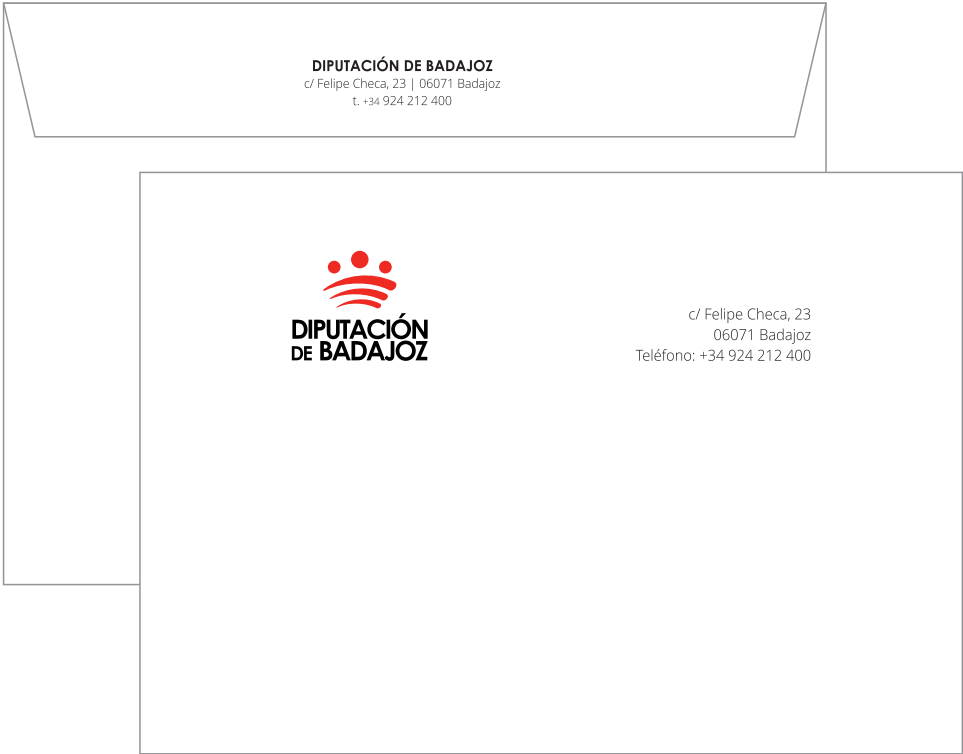 DIPUTACIÓN DE BADAJOZ
c/ Felipe Checa, 23 | 06071 Badajoz
t. +34 924 212 400
DIPUTACIÓN
DE BADAJOZ
c/ Felipe Checa, 23
06071 Badajoz
Teléfono: +34 924 212 400